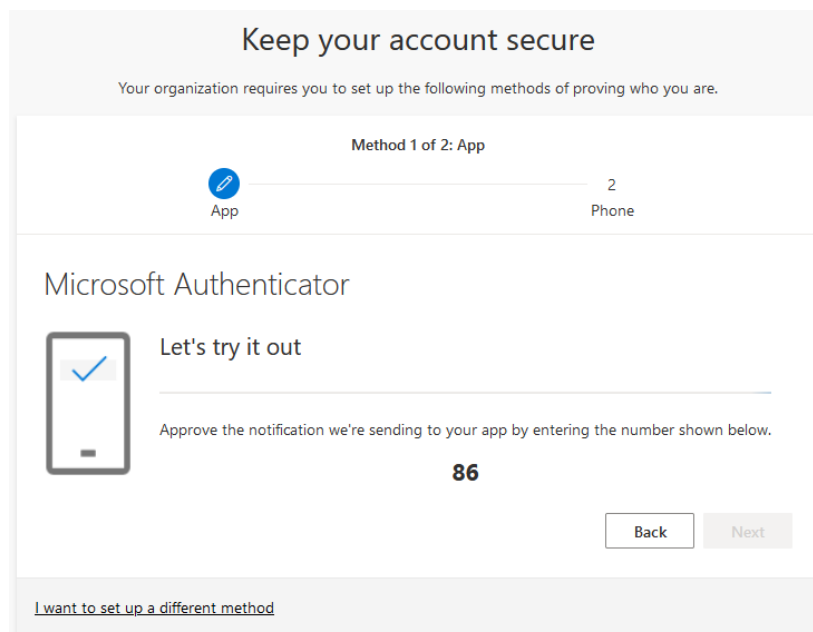 Keep your account secure
Your organization requires you to set up the following methods of proving who you are.
Method 1 of 2: App
2
App
Phone
Microsoft Authenticator
Let's try it out
Approve the notification we're sending to your app by entering the number shown below.
86
Back
Next
I want to set up a different method